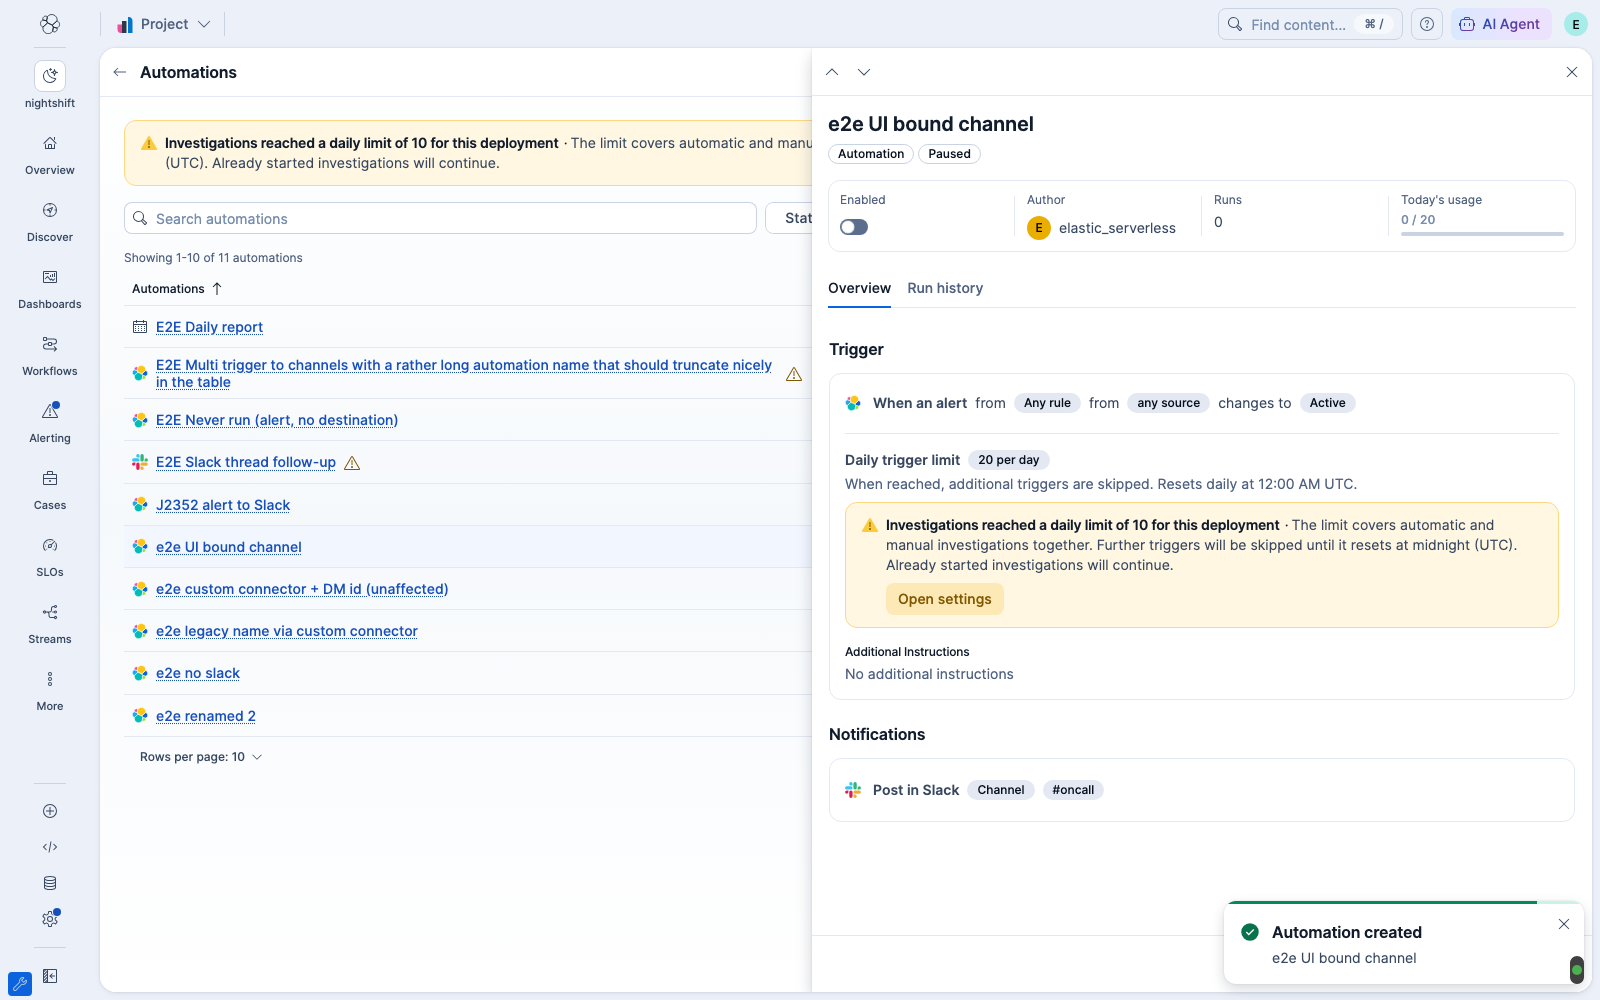 Project
Find content...
⌘ /
AI Agent
E
nightshift
Overview
Discover
Dashboards
Workflows
Alerting
Cases
SLOs
Streams
More
Automations
Investigations reached a daily limit of 10 for this deployment · The limit covers automatic and manu
(UTC). Already started investigations will continue.
Search automations
Stat
Showing 1-10 of 11 automations
Automations
E2E Daily report
E2E Multi trigger to channels with a rather long automation name that should truncate nicely
in the table
E2E Never run (alert, no destination)
E2E Slack thread follow-up
J2352 alert to Slack
e2e UI bound channel
e2e custom connector + DM id (unaffected)
e2e legacy name via custom connector
e2e no slack
e2e renamed 2
Rows per page: 10
e2e UI bound channel
Automation
Paused
Enabled
Author
E
elastic_serverless
Runs
0
Today's usage
0 / 20
Overview
Run history
Trigger
When an alert from Any rule from any source changes to Active
Daily trigger limit 20 per day
When reached, additional triggers are skipped. Resets daily at 12:00 AM UTC.
Investigations reached a daily limit of 10 for this deployment · The limit covers automatic and
manual investigations together. Further triggers will be skipped until it resets at midnight (UTC).
Already started investigations will continue.
Open settings
Additional Instructions
No additional instructions
Notifications
Post in Slack Channel #oncall
Automation created
e2e UI bound channel